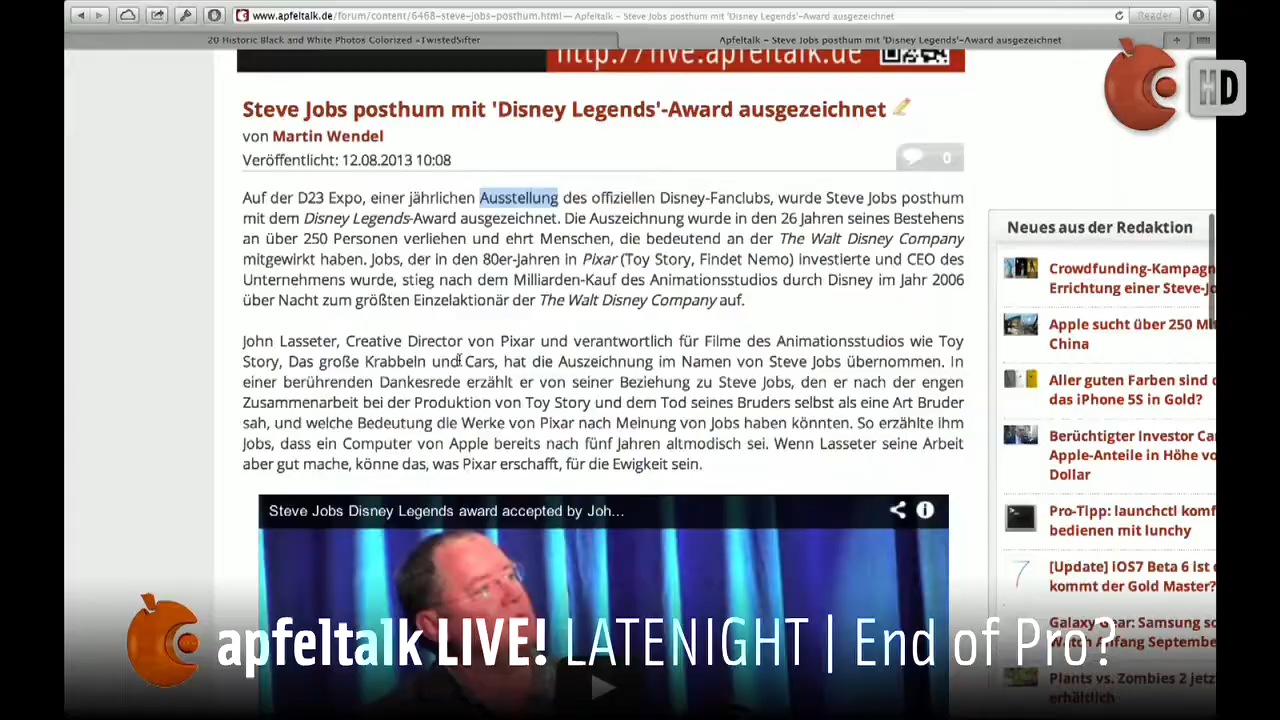 www.apfeltalk.de/forum/content/6468-steve-jobs-posthum.html — Apfeltalk – Steve Jobs posthum mit 'Disney Legends'-Award ausgezeichnet
Reader
20 Historic Black and White Photos Colorized «TwistedSifter
Apfeltalk – Steve Jobs posthum mit 'Disney Legends'-Award ausgezeichnet
http://live.apfeltalk.de
HD
Steve Jobs posthum mit 'Disney Legends'-Award ausgezeichnet
von Martin Wendel
Veröffentlicht: 12.08.2013 10:08
0
Auf der D23 Expo, einer jährlichen Ausstellung des offiziellen Disney-Fanclubs, wurde Steve Jobs posthum
mit dem Disney Legends-Award ausgezeichnet. Die Auszeichnung wurde in den 26 Jahren seines Bestehens
an über 250 Personen verliehen und ehrt Menschen, die bedeutend an der The Walt Disney Company
mitgewirkt haben. Jobs, der in den 80er-Jahren in Pixar (Toy Story, Findet Nemo) investierte und CEO des
Unternehmens wurde, stieg nach dem Milliarden-Kauf des Animationsstudios durch Disney im Jahr 2006
über Nacht zum größten Einzelaktionär der The Walt Disney Company auf.
John Lasseter, Creative Director von Pixar und verantwortlich für Filme des Animationsstudios wie Toy
Story, Das große Krabbeln und Cars, hat die Auszeichnung im Namen von Steve Jobs übernommen. In
einer berührenden Dankesrede erzählt er von seiner Beziehung zu Steve Jobs, den er nach der engen
Zusammenarbeit bei der Produktion von Toy Story und dem Tod seines Bruders selbst als eine Art Bruder
sah, und welche Bedeutung die Werke von Pixar nach Meinung von Jobs haben könnten. So erzählte ihm
Jobs, dass ein Computer von Apple bereits nach fünf Jahren altmodisch sei. Wenn Lasseter seine Arbeit
aber gut mache, könne das, was Pixar erschafft, für die Ewigkeit sein.
Steve Jobs Disney Legends award accepted by Joh...
Neues aus der Redaktion
Crowdfunding-Kampagn
Errichtung einer Steve-Jo
Apple sucht über 250 Mi
China
Aller guten Farben sind d
das iPhone 5S in Gold?
Berüchtigter Investor Ca
Apple-Anteile in Höhe vo
Dollar
Pro-Tipp: launchctl komf
bedienen mit lunchy
[Update] iOS7 Beta 6 ist
kommt der Gold Master?
Galaxy Gear: Samsung so
Watch Anfang September
Plants vs. Zombies 2 jetz
erhältlich
apfeltalk LIVE! LATENIGHT | End of Pro?